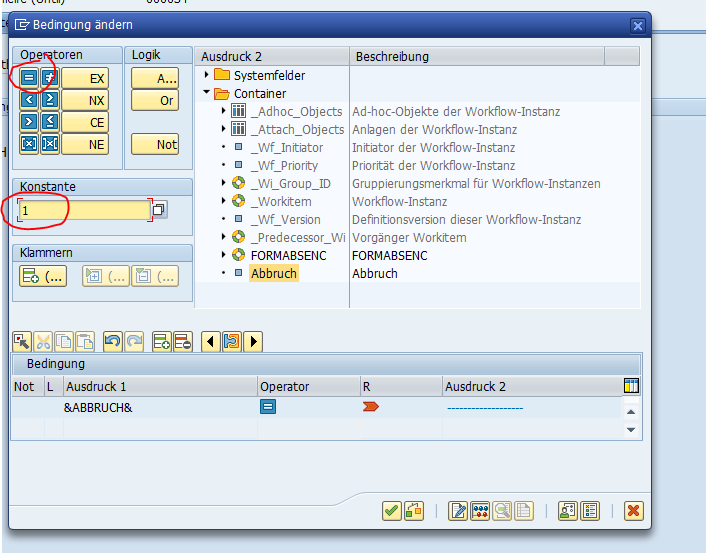 Bedingung ändern
Operatoren
Logik
Ausdruck 2
Beschreibung
EX
A...
Systemfelder
NX
Or
Container
CE
_Adhoc_Objects
Ad-hoc-Objekte der Workflow-Instanz
_Attach_Objects
Anlagen der Workflow-Instanz
NE
Not
_Wf_Initiator
Initiator der Workflow-Instanz
_Wf_Priority
Priorität der Workflow-Instanz
Konstante
_Wi_Group_ID
Gruppierungsmerkmal für Workflow-Instanzen
1
_Workitem
Workflow-Instanz
_Wf_Version
Definitionsversion dieser Workflow-Instanz
_Predecessor_Wi
Vorgänger Workitem
Klammern
FORMABSENC
FORMABSENC
(...
(...
(...
Abbruch
Abbruch
Bedingung
Not
L
Ausdruck 1
Operator
R
Ausdruck 2
&ABBRUCH&
=
-------------------